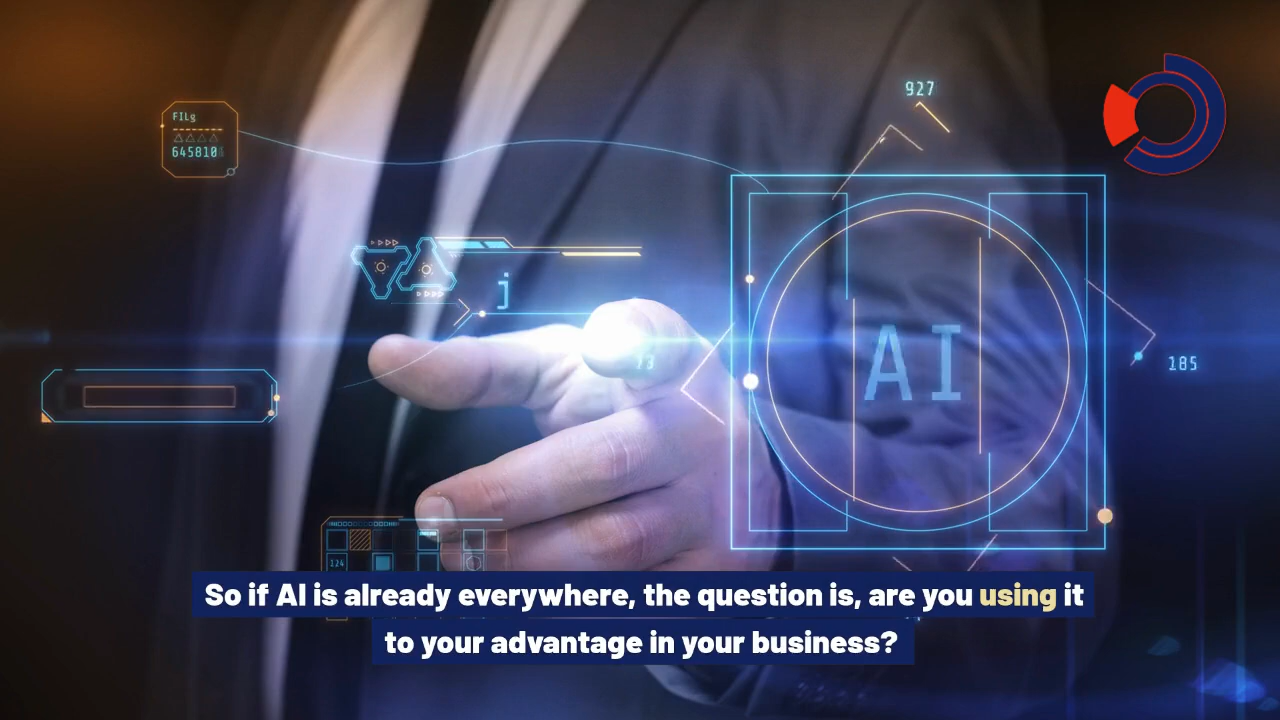 927
FILg
645810
j
73
185
AI
124
So if AI is already everywhere, the question is, are you using it
to your advantage in your business?